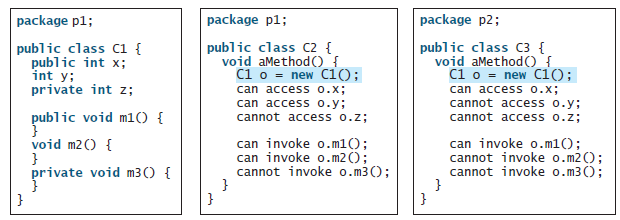 package p1;
public class C1 {
public int x;
int y;
private int z;
public void m1() {
}
void m2() {
}
private void m3() {
}
}
package p1;
public class C2 {
void aMethod() {
C1 o = new C1();
can access o.x;
can access o.y;
cannot access o.z;
can invoke o.m1();
can invoke o.m2();
cannot invoke o.m3();
}
}
package p2;
public class C3 {
void aMethod() {
C1 o = new C1();
can access o.x;
cannot access o.y;
cannot access o.z;
can invoke o.m1();
cannot invoke o.m2();
cannot invoke o.m3();
}
}